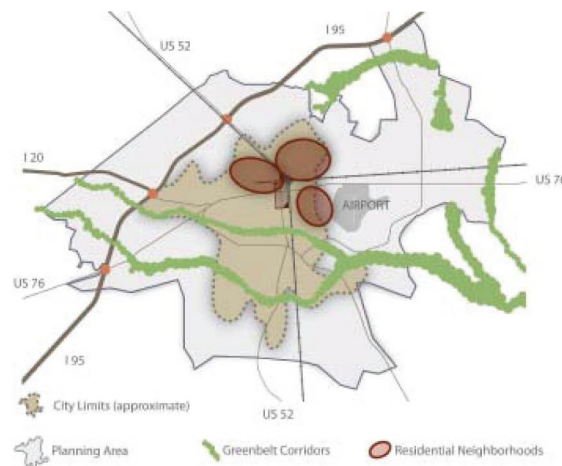 I 95
US 52
I 20
US 76
AIRPORT
US 76
I 95
US 52
City Limits (approximate)
Planning Area
Greenbelt Corridors
Residential Neighborhoods